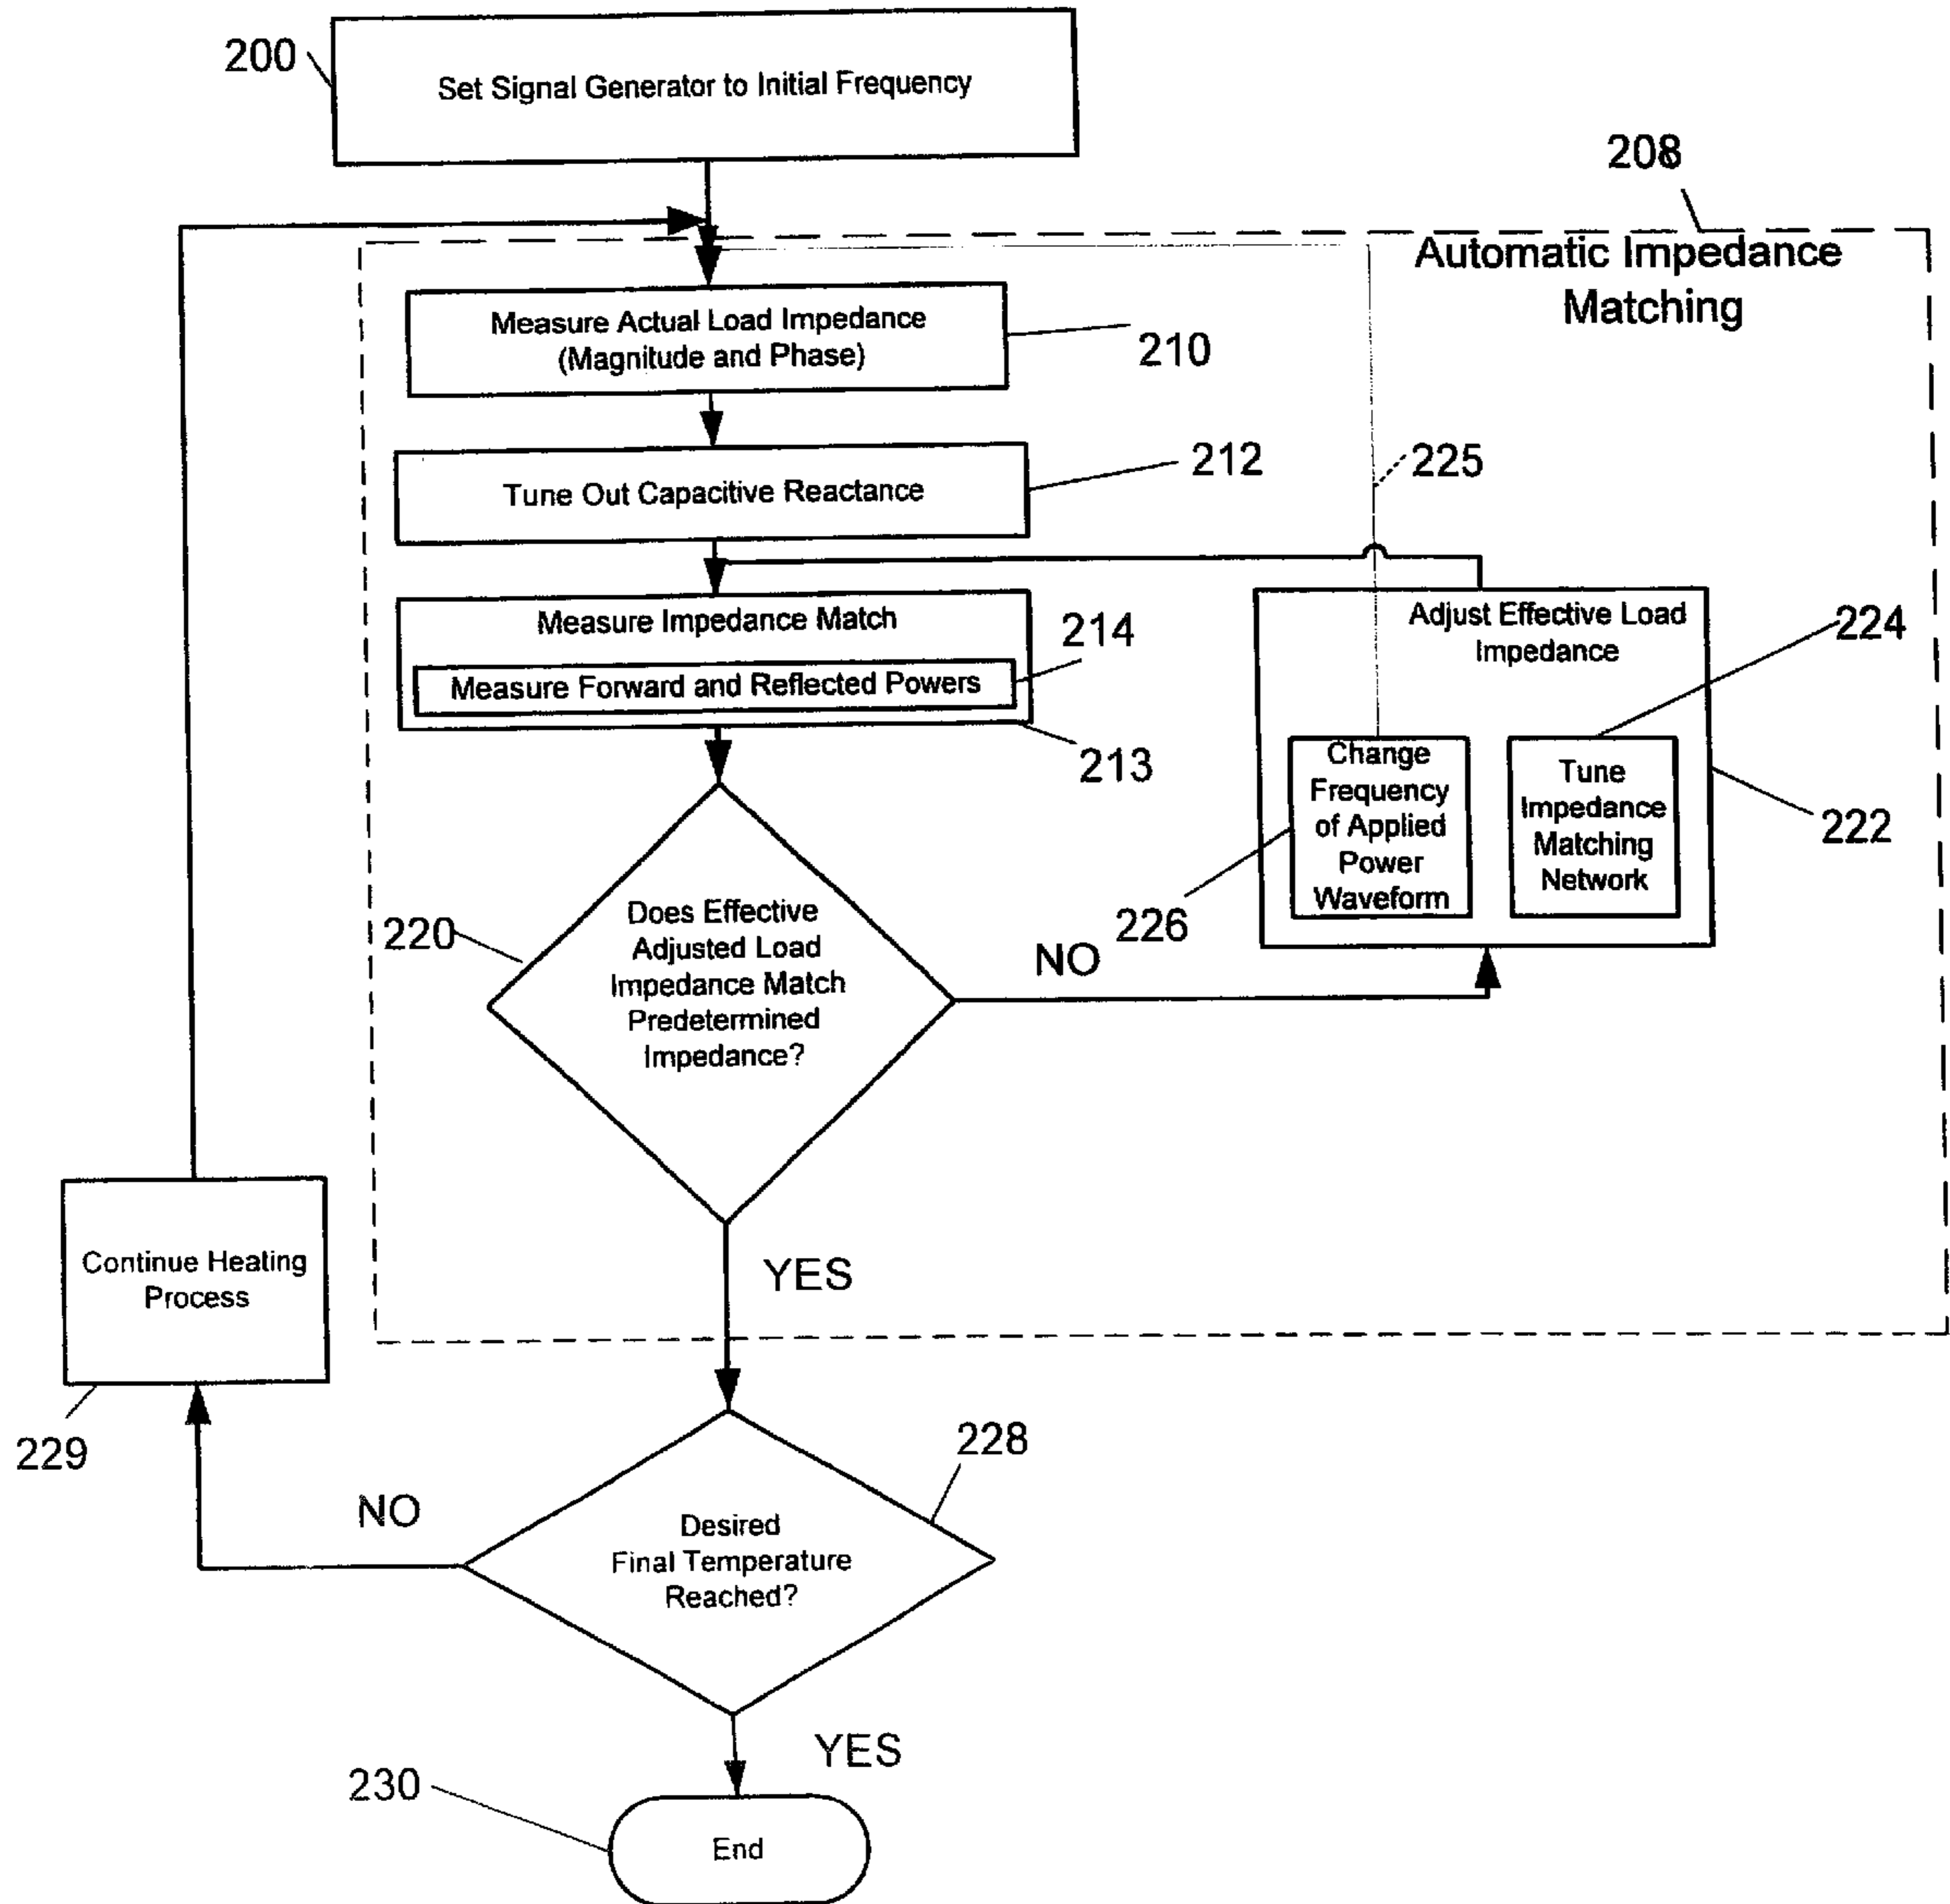 200
Set Signal Generator to Initial Frequency
208
Automatic Impedance
Matching
Measure Actual Load Impedance
(Magnitude and Phase)
210
Tune Out Capacitive Reactance
212
225
Measure Impedance Match
214
Measure Forward and Reflected Powers
213
Adjust Effective Load
Impedance
224
Change
Frequency
of Applied
Power
Waveform
Tune
Impedance
Matching
Network
222
226
220
Does Effective
Adjusted Load
Impedance Match
Predetermined
Impedance?
NO
YES
Continue Heating
Process
229
228
NO
Desired
Final Temperature
Reached?
YES
230
End